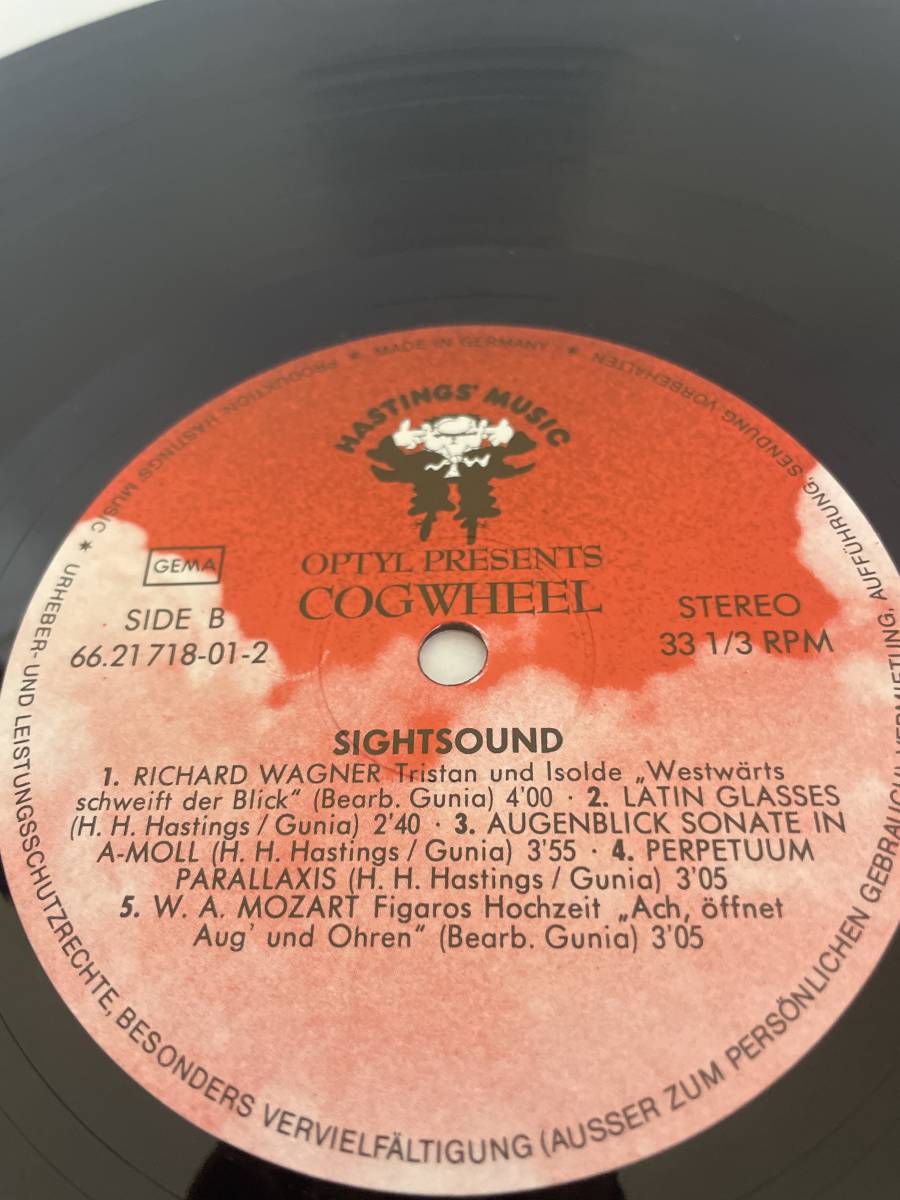 PRODUKTION HASTINGS' MUSIC ★ MADE IN GERMANY ★
HASTINGS' MUSIC
OPTYL PRESENTS
COGWHEEL
GEMA
SIDE B
66.21 718-01-2
STEREO
33 1/3 RPM
SIGHTSOUND
1. RICHARD WAGNER Tristan und Isolde „Westwärts
schweift der Blick“ (Bearb. Gunia) 4'00 · 2. LATIN GLASSES
(H. H. Hastings / Gunia) 2'40 · 3. AUGENBLICK SONATE IN
A-MOLL (H. H. Hastings / Gunia) 3'55 · 4. PERPETUUM
PARALLAXIS (H. H. Hastings / Gunia) 3'05
5. W. A. MOZART Figaros Hochzeit „Ach, öffnet
Aug' und Ohren“ (Bearb. Gunia) 3'05
★ URHEBER- UND LEISTUNGSSCHUTZRECHTE, BESONDERS VERVIELFÄLTIGUNG (AUSSER ZUM PERSÖNLICHEN GEBRAUCH), VERMIETUNG, AUFFÜHRUNG, SENDUNG VORBEHALTEN